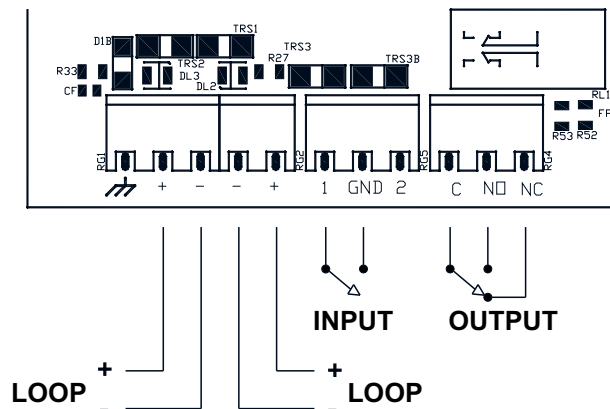 D1B TRS1
R33 TRS2 R27 TRS3 TRS3B
DL3
CF DL2 RL1
FP
R53 R52
RG1 RG2 RG5 RG4
+ - - + 1 GND 2 C NO NC
INPUT OUTPUT
+ +
LOOP LOOP
- -